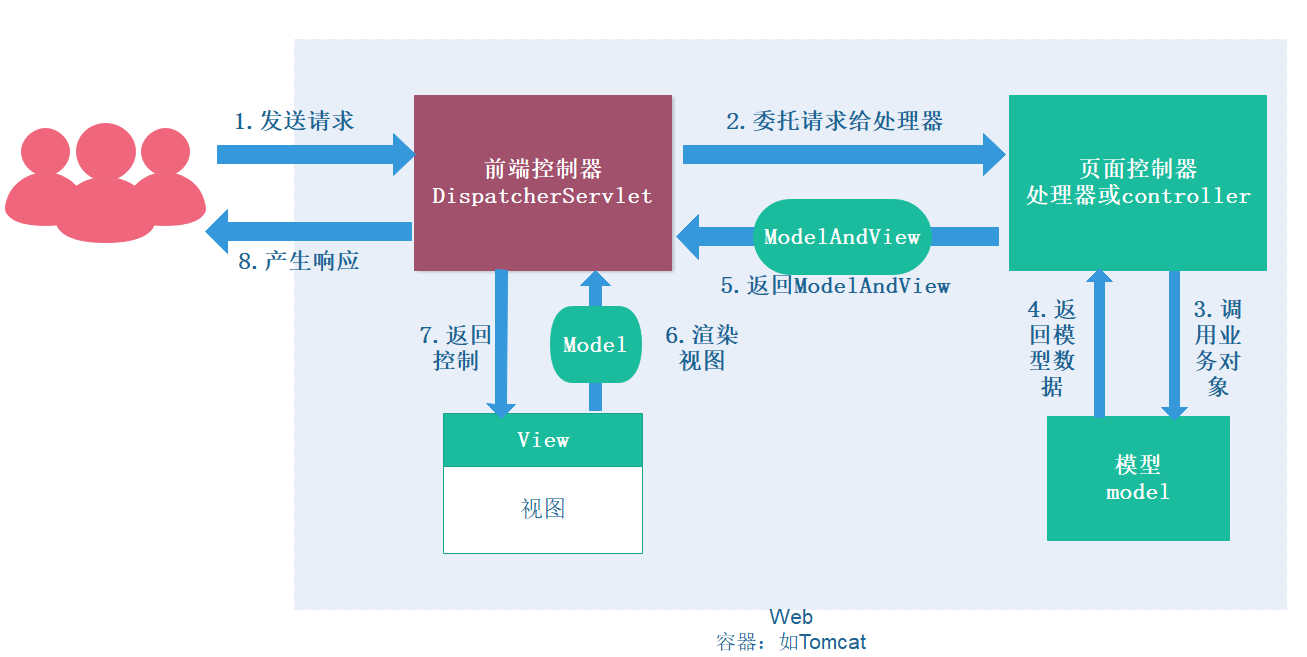 1.发送请求
2.委托请求给处理器
前端控制器
DispatcherServlet
页面控制器
处理器或controller
ModelAndView
8.产生响应
5.返回ModelAndView
7.返回
控制
Model
6.渲染
视图
4.返
回模
型数
据
3.调
用业
务对
象
View
视图
模型
model
Web
容器：如Tomcat